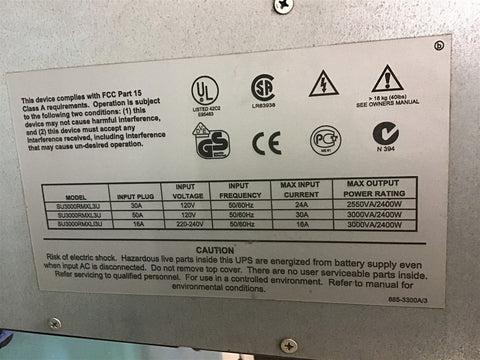 b
This device complies with FCC Part 15
Class A requirements. Operation is subject
to the following two conditions: (1) this
device may not cause harmful interference,
and (2) this device must accept any
interference received, including interference
that may cause un-desired operation.
UL
LISTED 42C2
E95463
SA
LR63938
> 18 kg (40lbs)
SEE OWNERS MANUAL
GS
CE
N 394
MODEL INPUT PLUG INPUT VOLTAGE INPUT FREQUENCY MAX INPUT CURRENT MAX OUTPUT POWER RATING
SU3000RMXL3U 30A 120V 50/60Hz 24A 2550VA/2400W
SU3000RMXL3U 50A 120V 50/60Hz 30A 3000VA/2400W
SU3000RMXLI3U 16A 220-240V 50/60Hz 16A 3000VA/2400W
CAUTION
Risk of electric shock. Hazardous live parts inside this UPS are energized from battery supply even
when input AC is disconnected. Do not remove top cover. There are no user serviceable parts inside.
Refer servicing to qualified personnel. For use in a controlled environment. Refer to manual for
environmental conditions.
885-3300A/3